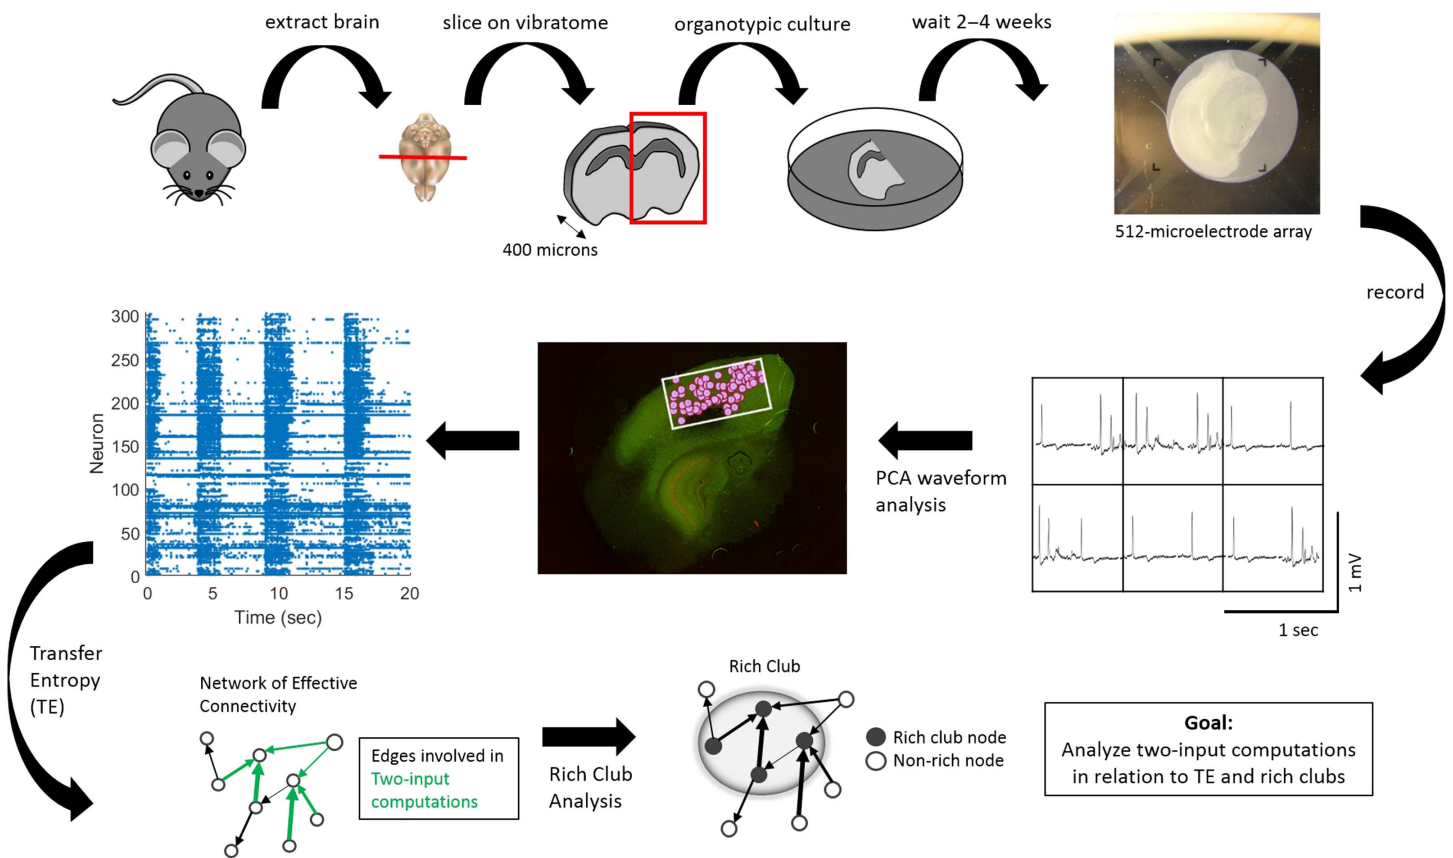 extract brain
slice on vibratome
organotypic culture
wait 2–4 weeks
400 microns
512-microelectrode array
record
300
250
200
150
100
50
0
Neuron
0 5 10 15 20
Time (sec)
PCA waveform
analysis
1 mV
1 sec
Transfer
Entropy
(TE)
Network of Effective
Connectivity
Edges involved in
Two-input
computations
Rich Club
Analysis
Rich Club
Rich club node
Non-rich node
Goal:
Analyze two-input computations
in relation to TE and rich clubs